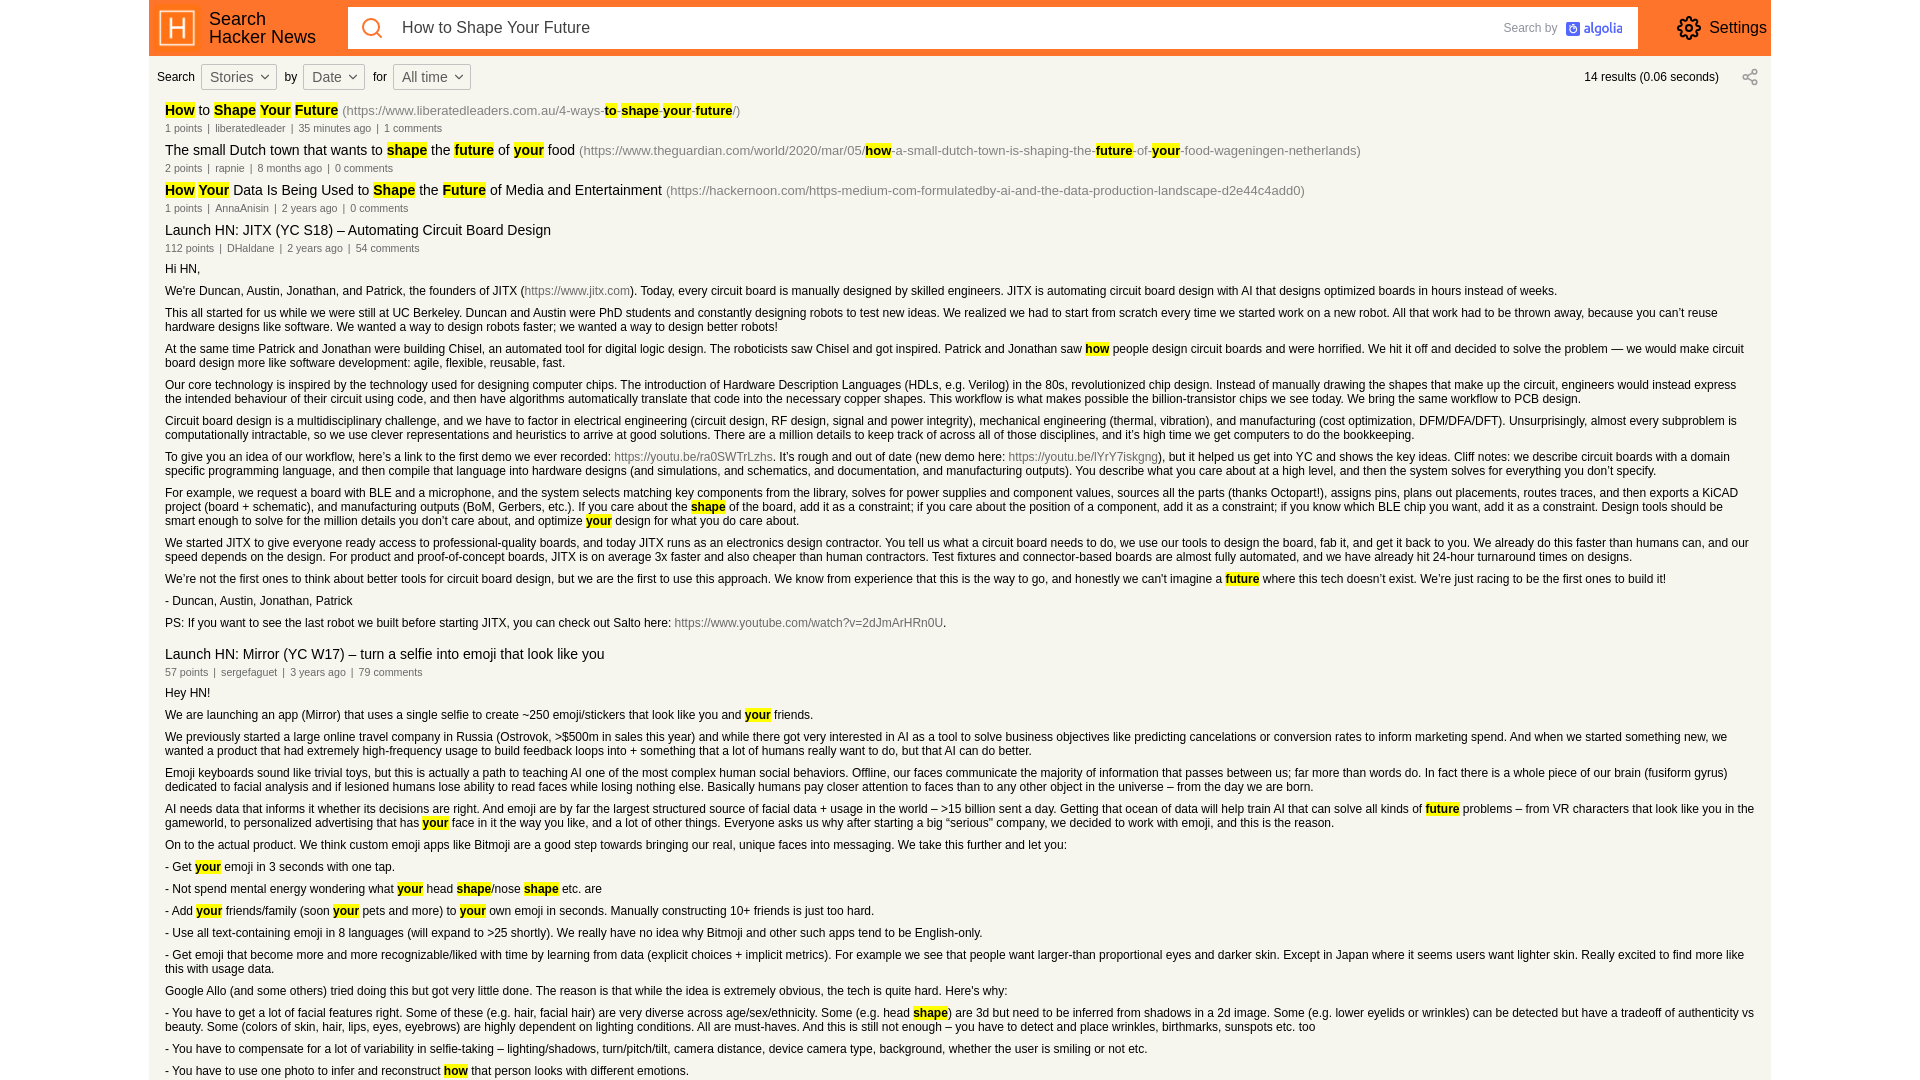 Search
Hacker News
How to Shape Your Future
Search by algolia
Settings
Search Stories by Date for All time
14 results (0.06 seconds)
How to Shape Your Future (https://www.liberatedleaders.com.au/4-ways-to-shape-your-future/)
1 points | liberatedleader | 35 minute ago | 1 comments
The small Dutch town that wants to shape the future of your food (https://www.theguardian.com/world/2020/mar/05/how-a-small-dutch-town-is-shaping-the-future-of-your-food-wageningen-netherlands)
2 points | rapnie | 8 months ago | 0 comments
How Your Data Is Being Used to Shape the Future of Media and Entertainment (https://hackernoon.com/https-medium-com-formulatedby-ai-and-the-data-production-landscape-d2e44c4add0)
1 points | AnnaAnisin | 2 years ago | 0 comments
Launch HN: JITX (YC S18) – Automating Circuit Board Design
112 points | DHaldane | 2 years ago | 54 comments
Hi HN,
We're Duncan, Austin, Jonathan, and Patrick, the founders of JITX (https://www.jitx.com). Today, every circuit board is manually designed by skilled engineers. JITX is automating circuit board design with AI that designs optimized boards in hours instead of weeks.
This all started for us while we were still at UC Berkeley. Duncan and Austin were PhD students and constantly designing robots to test new ideas. We realized we had to start from scratch every time we started work on a new robot. All that work had to be thrown away, because you can’t reuse
hardware designs like software. We wanted a way to design robots faster; we wanted a way to design better robots!
At the same time Patrick and Jonathan were building Chisel, an automated tool for digital logic design. The roboticists saw Chisel and got inspired. Patrick and Jonathan saw how people design circuit boards and were horrified. We hit it off and decided to solve the problem — we would make circuit
board design more like software development: agile, flexible, reusable, fast.
Our core technology is inspired by the technology used for designing computer chips. The introduction of Hardware Description Languages (HDLs, e.g. Verilog) in the 80s, revolutionized chip design. Instead of manually drawing the shapes that make up the circuit, engineers would instead express
the intended behaviour of their circuit using code, and then have algorithms automatically translate that code into the necessary copper shapes. This workflow is what makes possible the billion-transistor chips we see today. We bring the same workflow to PCB design.
Circuit board design is a multidisciplinary challenge, and we have to factor in electrical engineering (circuit design, RF design, signal and power integrity), mechanical engineering (thermal, vibration), and manufacturing (cost optimization, DFM/DFA/DFT). Unsurprisingly, almost every subproblem is
computationally intractable, so we use clever representations and heuristics to arrive at good solutions. There are a million details to keep track of across all of those disciplines, and it’s high time we get computers to do the bookkeeping.
To give you an idea of our workflow, here’s a link to the first demo we ever recorded: https://youtu.be/ra0SWTrLzhs. It’s rough and out of date (new demo here: https://youtu.be/lYrY7iskgng), but it helped us get into YC and shows the key ideas. Cliff notes: we describe circuit boards with a domain
specific programming language, and then compile that language into hardware designs (and simulations, and schematics, and documentation, and manufacturing outputs). You describe what you care about at a high level, and then the system solves for everything you don’t specify.
For example, we request a board with BLE and a microphone, and the system selects matching key components from the library, solves for power supplies and component values, sources all the parts (thanks Octopart!), assigns pins, plans out placements, routes traces, and then exports a KiCAD
project (board + schematic), and manufacturing outputs (BoM, Gerbers, etc.). If you care about the shape of the board, add it as a constraint; if you care about the position of a component, add it as a constraint; if you know which BLE chip you want, add it as a constraint. Design tools should be
smart enough to solve for the million details you don’t care about, and optimize your design for what you do care about.
We started JITX to give everyone ready access to professional-quality boards, and today JITX runs as an electronics design contractor. You tell us what a circuit board needs to do, we use our tools to design the board, fab it, and get it back to you. We already do this faster than humans can, and our
speed depends on the design. For product and proof-of-concept boards, JITX is on average 3x faster and also cheaper than human contractors. Test fixtures and connector-based boards are almost fully automated, and we have already hit 24-hour turnaround times on designs.
We’re not the first ones to think about better tools for circuit board design, but we are the first to use this approach. We know from experience that this is the way to go, and honestly we can't imagine a future where this tech doesn’t exist. We’re just racing to be the first ones to build it!
- Duncan, Austin, Jonathan, Patrick
PS: If you want to see the last robot we built before starting JITX, you can check out Salto here: https://www.youtube.com/watch?v=2dJmArHRn0U.
Launch HN: Mirror (YC W17) – turn a selfie into emoji that look like you
57 points | sergefaguet | 3 years ago | 79 comments
Hey HN!
We are launching an app (Mirror) that uses a single selfie to create ~250 emoji/stickers that look like you and your friends.
We previously started a large online travel company in Russia (Ostrovok, >$500m in sales this year) and while there got very interested in AI as a tool to solve business objectives like predicting cancelations or conversion rates to inform marketing spend. And when we started something new, we
wanted a product that had extremely high-frequency usage to build feedback loops into + something that a lot of humans really want to do, but that AI can do better.
Emoji keyboards sound like trivial toys, but this is actually a path to teaching AI one of the most complex human social behaviors. Offline, our faces communicate the majority of information that passes between us; far more than words do. In fact there is a whole piece of our brain (fusiform gyrus)
dedicated to facial analysis and if lesioned humans lose ability to read faces while losing nothing else. Basically humans pay closer attention to faces than to any other object in the universe – from the day we are born.
AI needs data that informs it whether its decisions are right. And emoji are by far the largest structured source of facial data + usage in the world – >15 billion sent a day. Getting that ocean of data will help train AI that can solve all kinds of future problems – from VR characters that look like you in the
gameworld, to personalized advertising that has your face in it the way you like, and a lot of other things. Everyone asks us why after starting a big “serious" company, we decided to work with emoji, and this is the reason.
On to the actual product. We think custom emoji apps like Bitmoji are a good step towards bringing our real, unique faces into messaging. We take this further and let you:
- Get your emoji in 3 seconds with one tap.
- Not spend mental energy wondering what your head shape/nose shape etc. are
- Add your friends/family (soon your pets and more) to your own emoji in seconds. Manually constructing 10+ friends is just too hard.
- Use all text-containing emoji in 8 languages (will expand to >25 shortly). We really have no idea why Bitmoji and other such apps tend to be English-only.
- Get emoji that become more and more recognizable/liked with time by learning from data (explicit choices + implicit metrics). For example we see that people want larger-than proportional eyes and darker skin. Except in Japan where it seems users want lighter skin. Really excited to find more like
this with usage data.
Google Allo (and some others) tried doing this but got very little done. The reason is that while the idea is extremely obvious, the tech is quite hard. Here's why:
- You have to get a lot of facial features right. Some of these (e.g. hair, facial hair) are very diverse across age/sex/ethnicity. Some (e.g. head shape) are 3d but need to be inferred from shadows in a 2d image. Some (e.g. lower eyelids or wrinkles) can be detected but have a tradeoff of authenticity vs
beauty. Some (colors of skin, hair, lips, eyes, eyebrows) are highly dependent on lighting conditions. All are must-haves. And this is still not enough – you have to detect and place wrinkles, birthmarks, sunspots etc. too
- You have to compensate for a lot of variability in selfie-taking – lighting/shadows, turn/pitch/tilt, camera distance, device camera type, background, whether the user is smiling or not etc.
- You have to use one photo to infer and reconstruct how that person looks with different emotions.